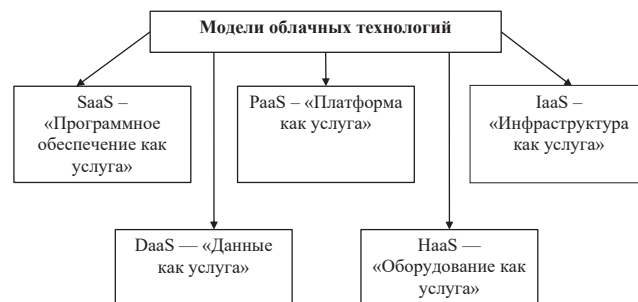 Модели облачных технологий
SaaS –
«Программное
обеспечение как
услуга»
PaaS – «Платформа
как услуга»
IaaS –
«Инфраструктура
как услуга»
DaaS — «Данные
как услуга»
HaaS —
«Оборудование как
услуга»